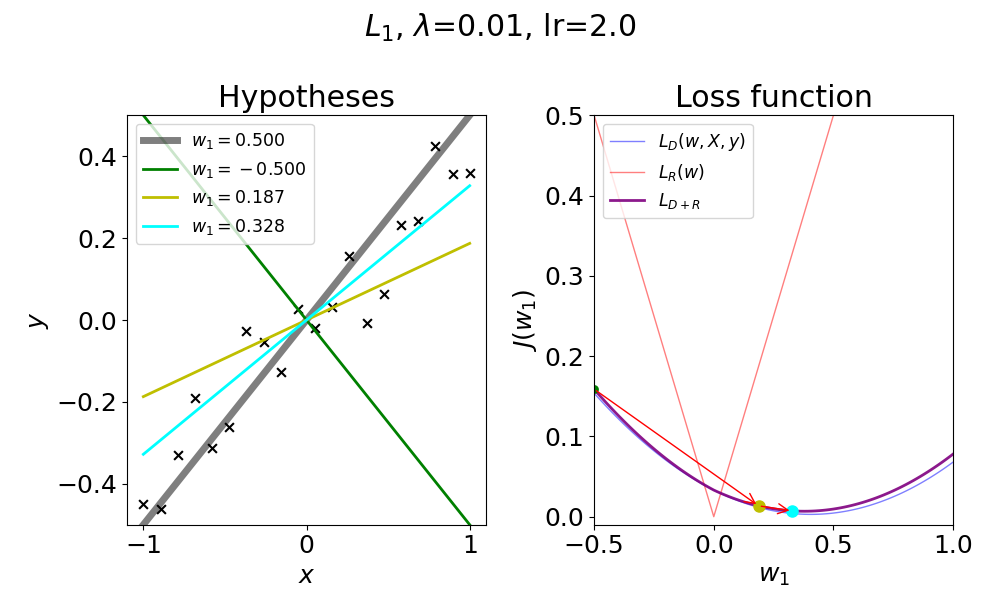 L₁, λ=0.01, lr=2.0
Hypotheses
w₁ = 0.500
w₁ = −0.500
w₁ = 0.187
w₁ = 0.328
0.4
0.2
0.0
−0.2
−0.4
y
−1
0
1
x
Loss function
L_D(w, X, y)
L_R(w)
L_{D+R}
0.5
0.4
0.3
0.2
0.1
0.0
J(w₁)
−0.5
0.0
0.5
1.0
w₁